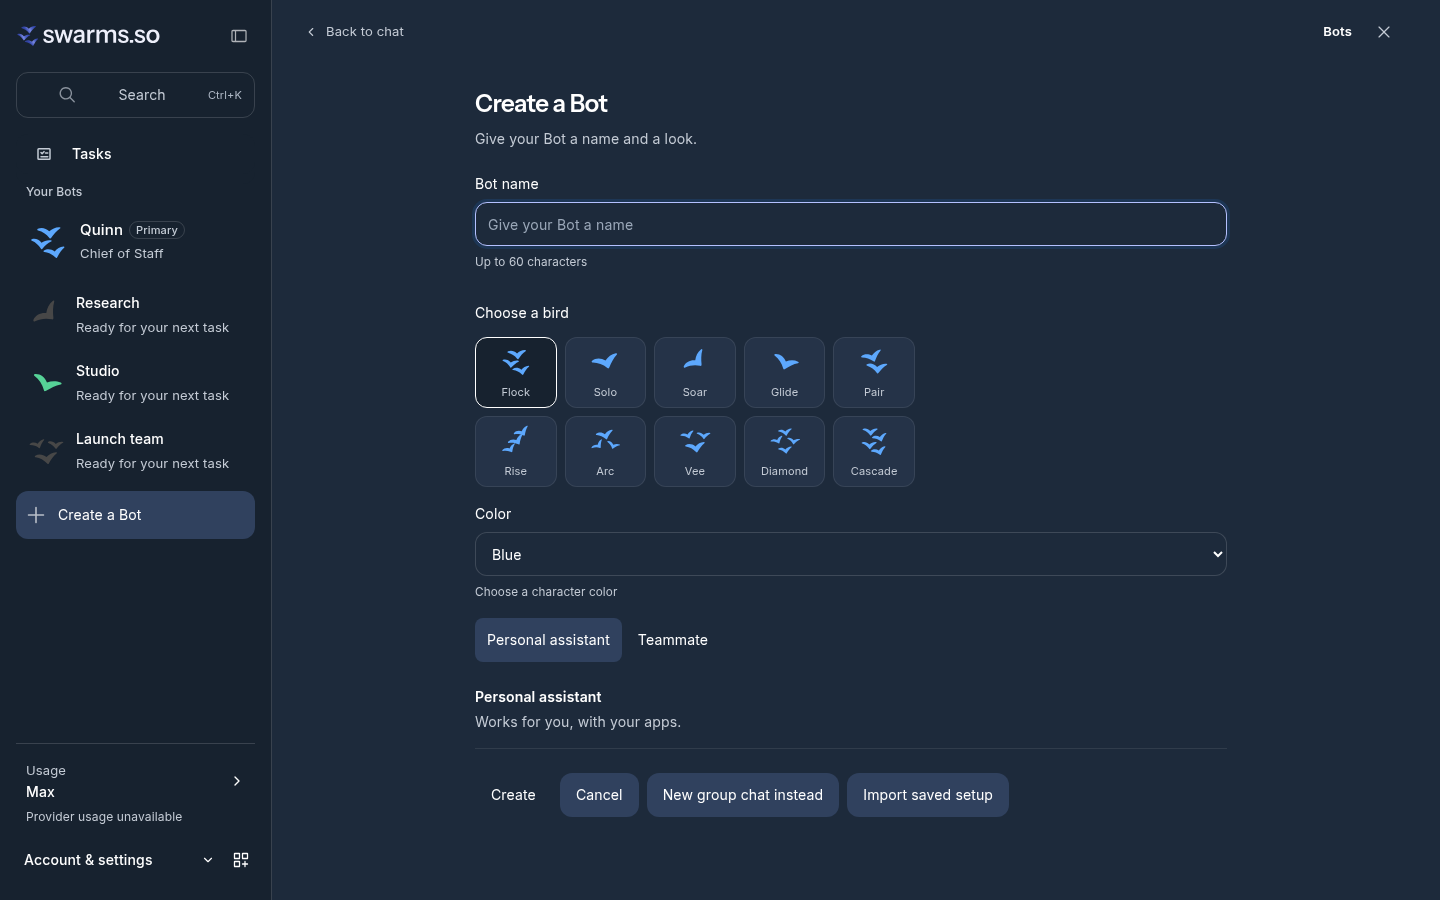 swarms.so
Search Ctrl+K
Tasks
Your Bots
Quinn Primary
Chief of Staff
Research
Ready for your next task
Studio
Ready for your next task
Launch team
Ready for your next task
Create a Bot
Usage
Max
Provider usage unavailable
Account & settings
Back to chat
Bots
Create a Bot
Give your Bot a name and a look.
Bot name
Give your Bot a name
Up to 60 characters
Choose a bird
Flock Solo Soar Glide Pair
Rise Arc Vee Diamond Cascade
Color
Blue
Choose a character color
Personal assistant Teammate
Personal assistant
Works for you, with your apps.
Create Cancel New group chat instead Import saved setup